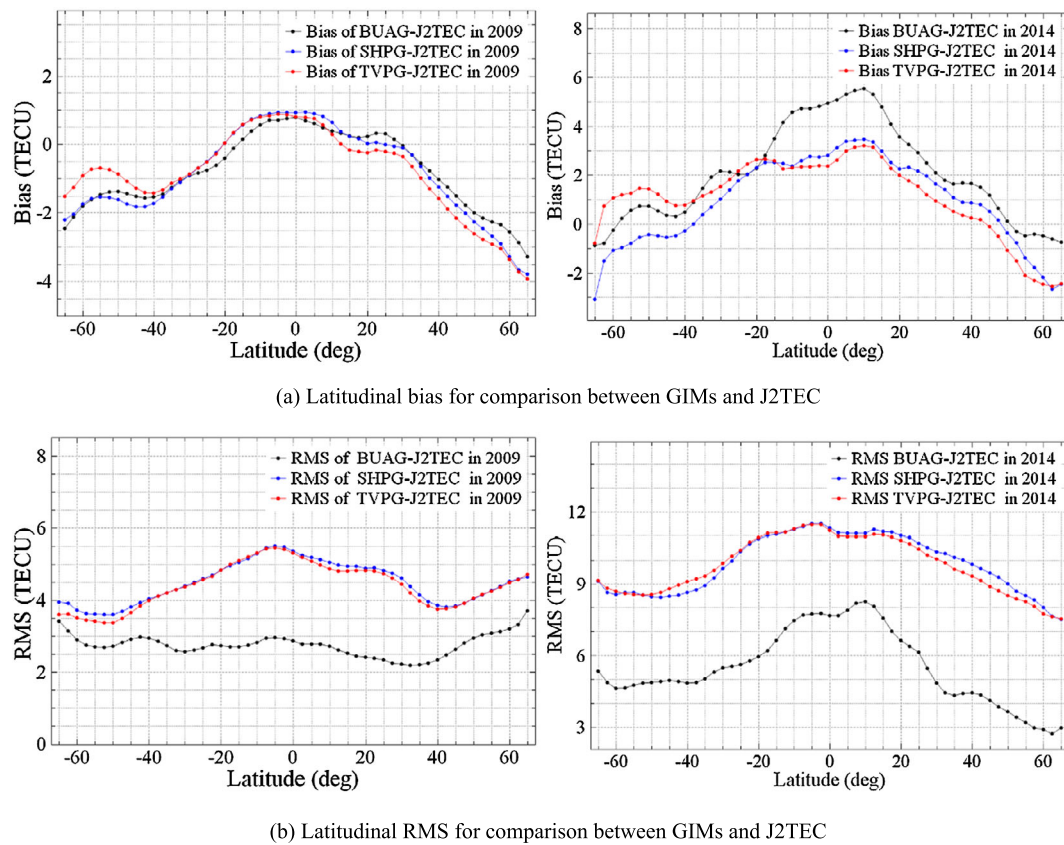 Bias of BUAG-J2TEC in 2009
Bias of SHPG-J2TEC in 2009
Bias of TVPG-J2TEC in 2009
4
2
0
-2
-4
Bias (TECU)
-60 -40 -20 0 20 40 60
Latitude (deg)
Bias BUAG-J2TEC in 2014
Bias SHPG-J2TEC in 2014
Bias TVPG-J2TEC in 2014
8
6
4
2
0
-2
Bias (TECU)
-60 -40 -20 0 20 40 60
Latitude (deg)
(a) Latitudinal bias for comparison between GIMs and J2TEC
RMS of BUAG-J2TEC in 2009
RMS of SHPG-J2TEC in 2009
RMS of TVPG-J2TEC in 2009
8
6
4
2
0
RMS (TECU)
-60 -40 -20 0 20 40 60
Latitude (deg)
RMS BUAG-J2TEC in 2014
RMS SHPG-J2TEC in 2014
RMS TVPG-J2TEC in 2014
12
9
6
3
RMS (TECU)
-60 -40 -20 0 20 40 60
Latitude (deg)
(b) Latitudinal RMS for comparison between GIMs and J2TEC